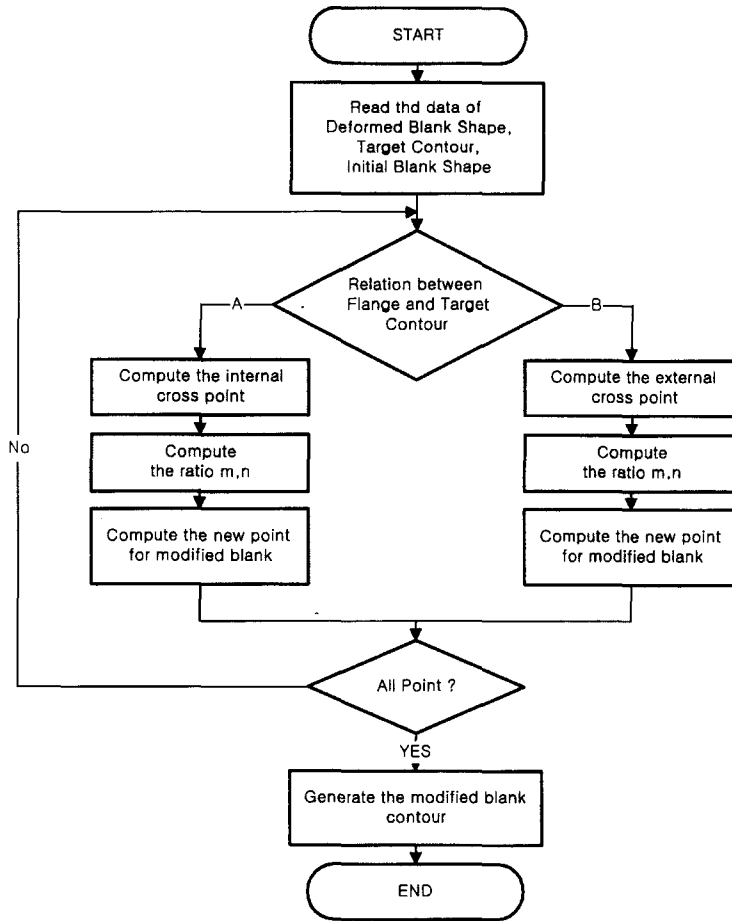 START
Read thd data of
Deformed Blank Shape,
Target Contour,
Initial Blank Shape
Relation between
Flange and Target
Contour
A
B
Compute the internal
cross point
Compute the external
cross point
No
Compute
the ratio m,n
Compute
the ratio m,n
Compute the new point
for modified blank
Compute the new point
for modified blank
All Point ?
YES
Generate the modified blank
contour
END